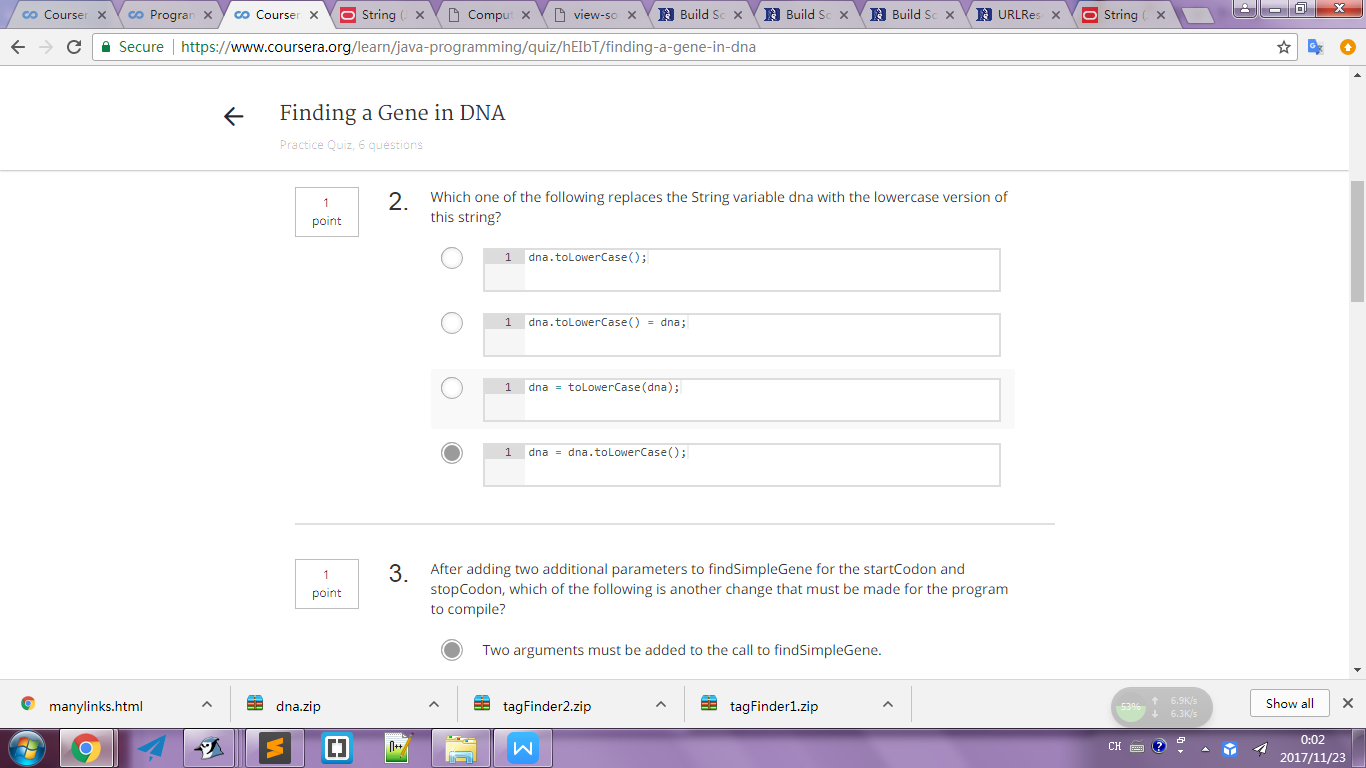 Courser
Program
Courser
String (J
Compu
view-so
Build Sc
Build Sc
Build Sc
URLRes
String (
Secure
https://www.coursera.org/learn/java-programming/quiz/hEIbT/finding-a-gene-in-dna
Finding a Gene in DNA
Practice Quiz, 6 questions
1
point
2.
Which one of the following replaces the String variable dna with the lowercase version of
this string?
1 dna.toLowerCase();
1 dna.toLowerCase() = dna;
1 dna = toLowerCase(dna);
1 dna = dna.toLowerCase();
1
point
3.
After adding two additional parameters to findSimpleGene for the startCodon and
stopCodon, which of the following is another change that must be made for the program
to compile?
Two arguments must be added to the call to findSimpleGene.
manylinks.html
dna.zip
tagFinder2.zip
tagFinder1.zip
53%
6.9K/s
6.3K/s
Show all
CH
0:02
2017/11/23